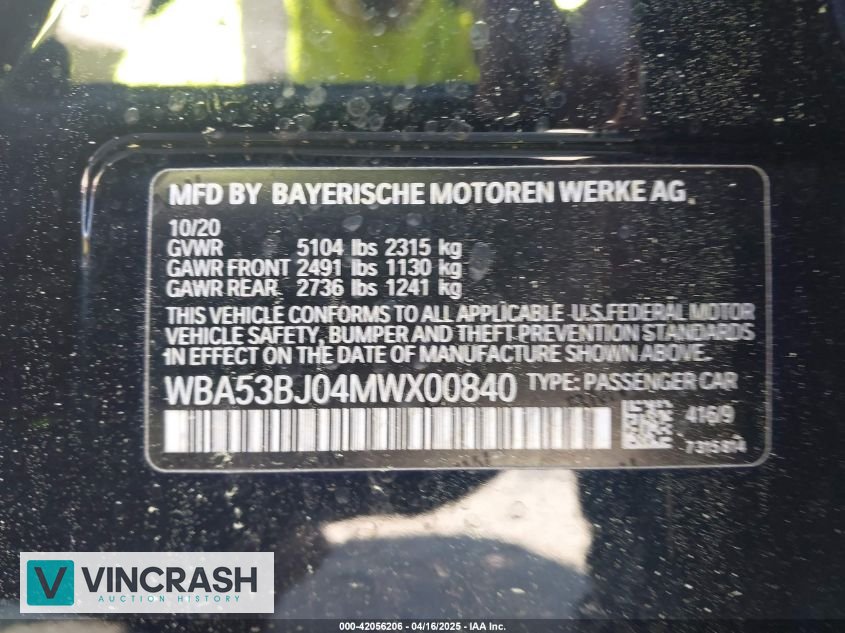 MFD BY BAYERISCHE MOTOREN WERKE AG.
10/20
GVWR 5104 lbs 2315 kg
GAWR FRONT 2491 lbs 1130 kg
GAWR REAR 2736 lbs 1241 kg
THIS VEHICLE CONFORMS TO ALL APPLICABLE U.S.FEDERAL MOTOR
VEHICLE SAFETY, BUMPER AND THEFT PREVENTION STANDARDS
IN EFFECT ON THE DATE OF MANUFACTURE SHOWN ABOVE.
WBA53BJ04MWX00840 TYPE: PASSENGER CAR
416/9
V VINCRASH
AUCTION HISTORY
000-42056206 - 04/16/2025 - IAA Inc.